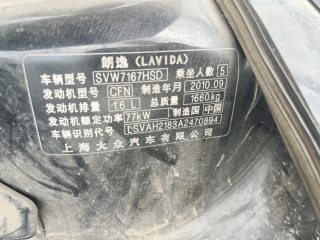 朗逸 (LAVIDA)
车辆型号 SVW7167HSD 乘坐人数 5
发动机型号 CFN 制造年月 2010.09
发动机排量 1.6 L 总质量 1660kg
发动机额定功率 77kW 制造国 中国
车辆识别代号 LSVAH2183A2470894
上海大众汽车有限公司